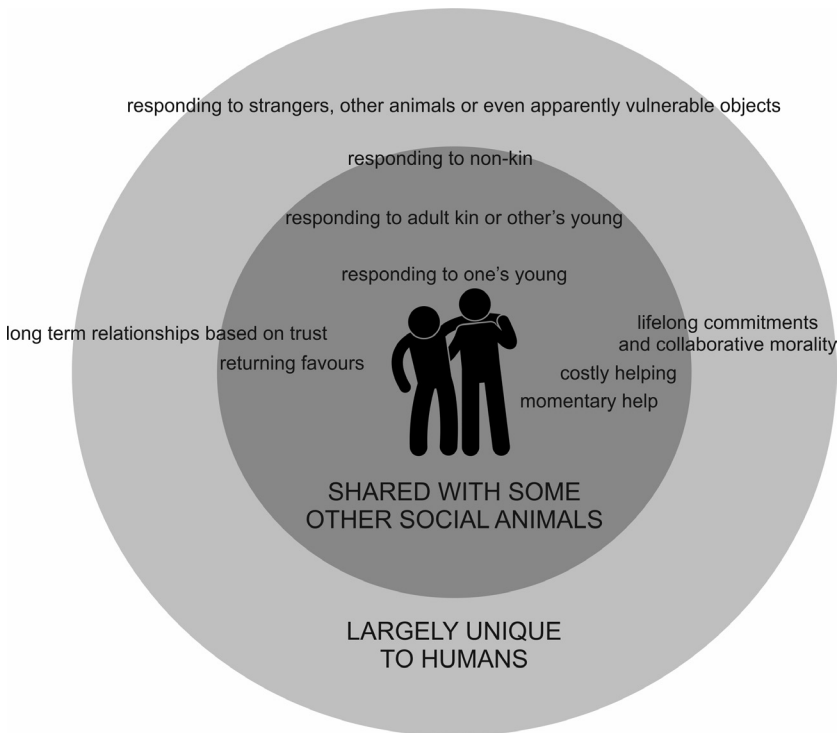 responding to strangers, other animals or even apparently vulnerable objects
responding to non-kin
responding to adult kin or other's young
responding to one's young
long term relationships based on trust
returning favours
lifelong commitments
and collaborative morality
costly helping
momentary help
SHARED WITH SOME
OTHER SOCIAL ANIMALS
LARGELY UNIQUE
TO HUMANS